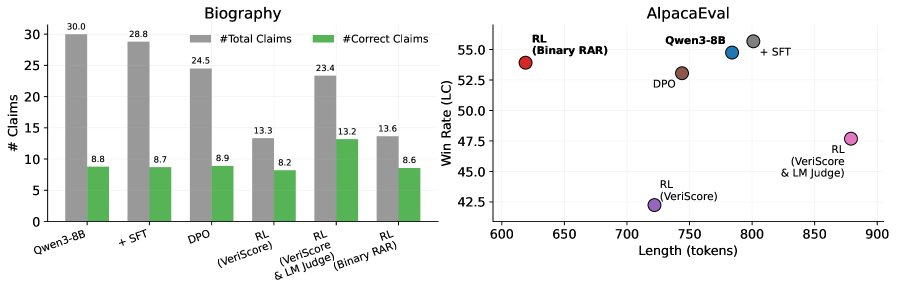 Biography
#Total Claims
#Correct Claims
# Claims
30
25
20
15
10
5
0
30.0
8.8
28.8
8.7
24.5
8.9
13.3
8.2
23.4
13.2
13.6
8.6
Qwen3-8B
+ SFT
DPO
RL
(VeriScore)
RL
(VeriScore
& LM Judge)
RL
(Binary RAR)
AlpacaEval
Win Rate (LC)
55.0
52.5
50.0
47.5
45.0
42.5
RL
(Binary RAR)
Qwen3-8B
+ SFT
DPO
RL
(VeriScore
& LM Judge)
RL
(VeriScore)
600
650
700
750
800
850
900
Length (tokens)